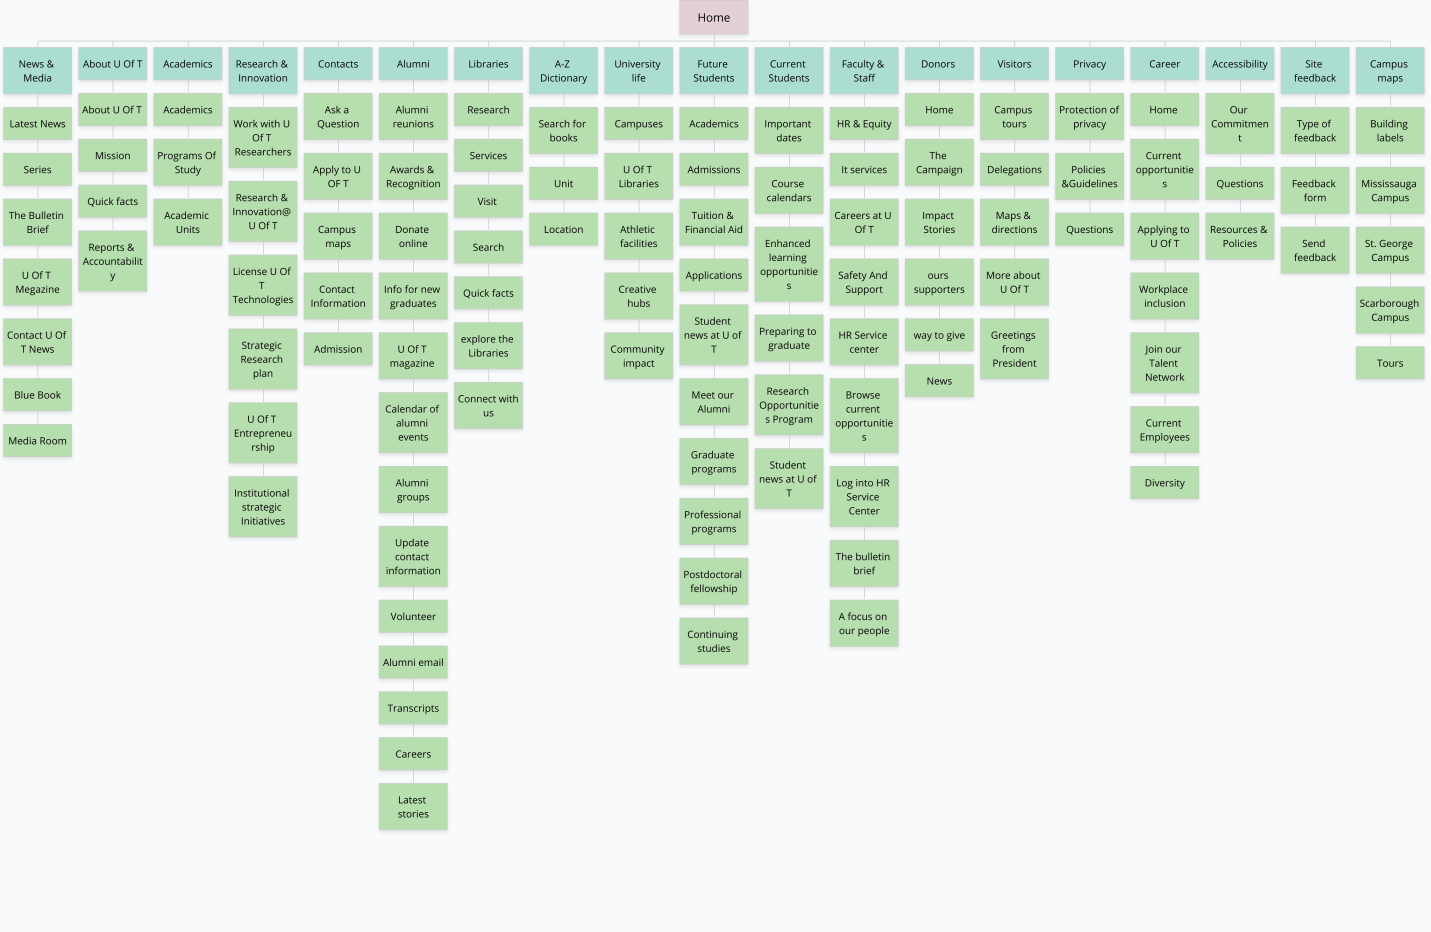 Home
News &
Media
Latest News
Series
The Bulletin
Brief
U Of T
Megazine
Contact U Of
T News
Blue Book
Media Room
About U Of T
About U Of T
Mission
Quick facts
Reports &
Accountabilit
y
Academics
Academics
Programs Of
Study
Academic
Units
Research &
Innovation
Work with U
Of T
Researchers
Research &
Innovation@
U Of T
License U Of
T
Technologies
Strategic
Research
plan
U Of T
Entrepreneu
rship
Institutional
strategic
Initiatives
Contacts
Ask a
Question
Apply to U
OF T
Campus
maps
Contact
Information
Admission
Alumni
Alumni
reunions
Awards &
Recognition
Donate
online
Info for new
graduates
U Of T
magazine
Calendar of
alumni
events
Alumni
groups
Update
contact
information
Volunteer
Alumni email
Transcripts
Careers
Latest
stories
Libraries
Research
Services
Visit
Search
Quick facts
explore the
Libraries
Connect with
us
A-Z
Dictionary
Search for
books
Unit
Location
University
life
Campuses
U Of T
Libraries
Athletic
facilities
Creative
hubs
Community
impact
Future
Students
Academics
Admissions
Tuition &
Financial Aid
Applications
Student
news at U of
T
Meet our
Alumni
Graduate
programs
Professional
programs
Postdoctoral
fellowship
Continuing
studies
Current
Students
Important
dates
Course
calendars
Enhanced
learning
opportunitie
s
Preparing to
graduate
Research
Opportunitie
s Program
Student
news at U of
T
Faculty &
Staff
HR & Equity
It services
Careers at U
Of T
Safety And
Support
HR Service
center
Browse
current
opportunitie
s
Log into HR
Service
Center
The bulletin
brief
A focus on
our people
Donors
Home
The
Campaign
Impact
Stories
ours
supporters
way to give
News
Visitors
Campus
tours
Delegations
Maps &
directions
More about
U Of T
Greetings
from
President
Privacy
Protection of
privacy
Policies
&Guidelines
Questions
Career
Home
Current
opportunitie
s
Applying to
U Of T
Workplace
inclusion
Join our
Talent
Network
Current
Employees
Diversity
Accessibility
Our
Commitmen
t
Questions
Resources &
Policies
Site
feedback
Type of
feedback
Feedback
form
Send
feedback
Campus
maps
Building
labels
Mississauga
Campus
St. George
Campus
Scarborough
Campus
Tours